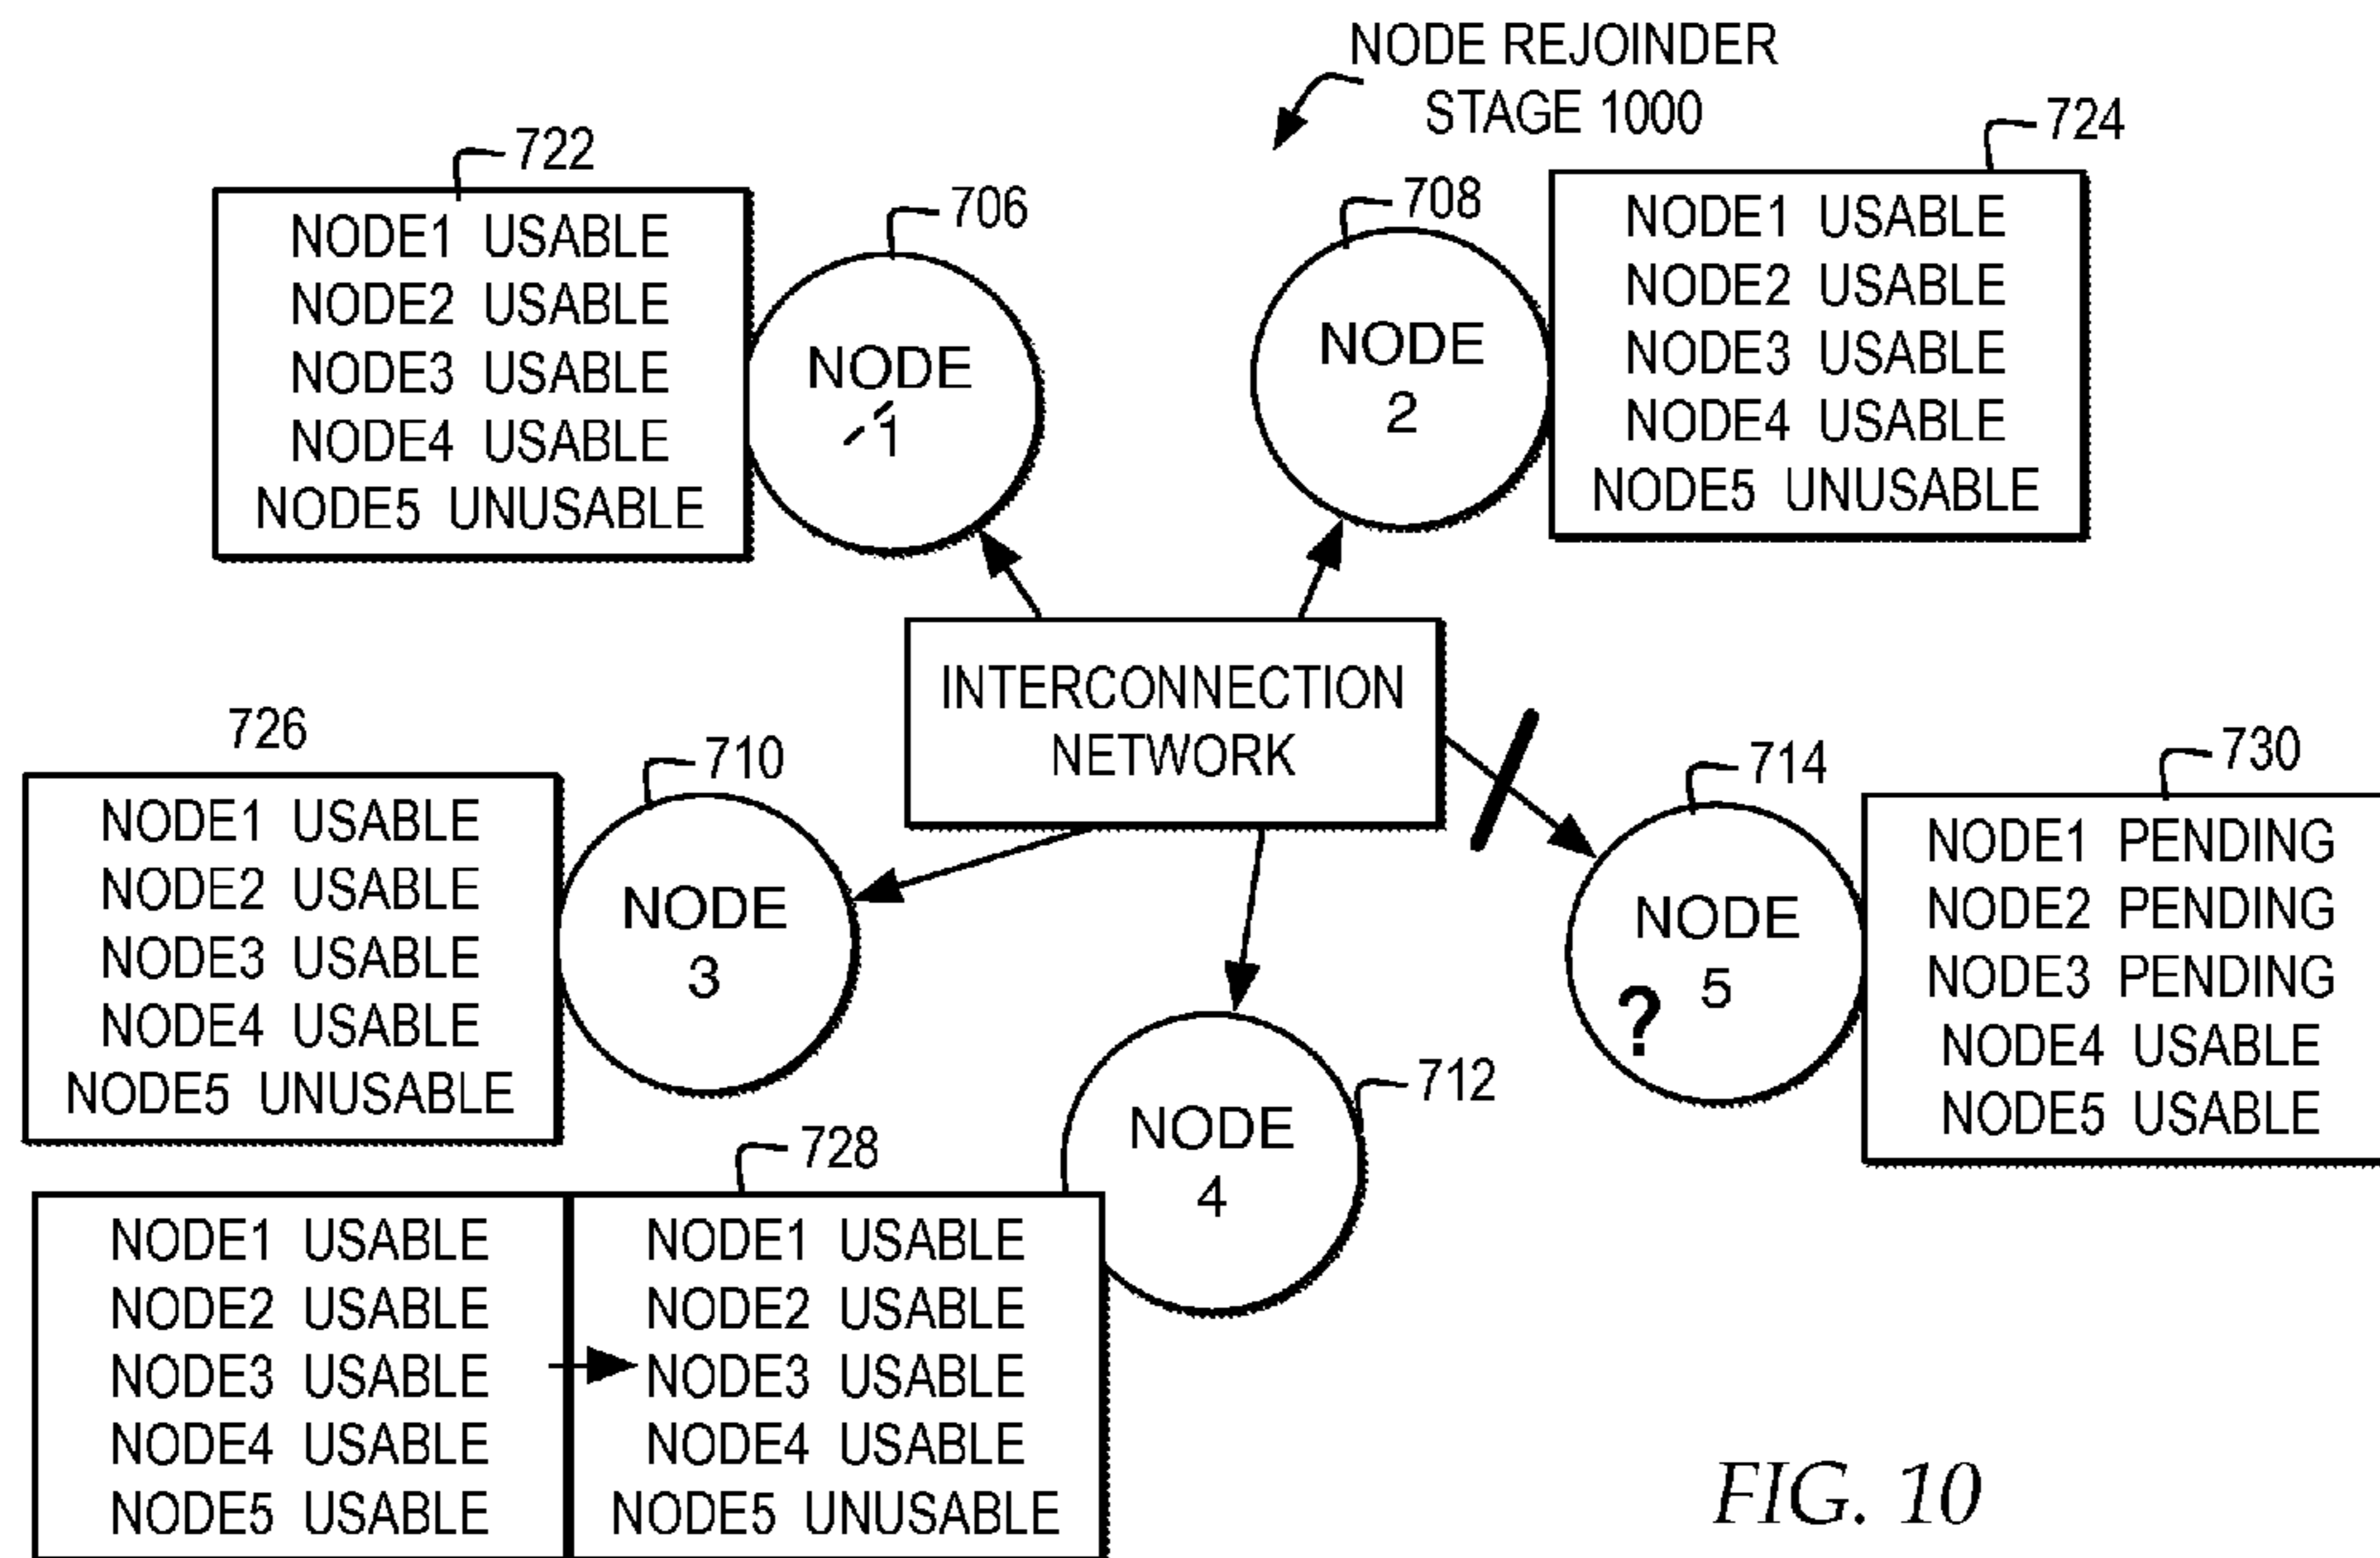 NODE REJOINDER
STAGE 1000
722
NODE1 USABLE
NODE2 USABLE
NODE3 USABLE
NODE4 USABLE
NODE5 UNUSABLE
706
NODE
1
708
NODE
2
724
NODE1 USABLE
NODE2 USABLE
NODE3 USABLE
NODE4 USABLE
NODE5 UNUSABLE
INTERCONNECTION
NETWORK
726
NODE1 USABLE
NODE2 USABLE
NODE3 USABLE
NODE4 USABLE
NODE5 UNUSABLE
710
NODE
3
714
NODE
5
?
730
NODE1 PENDING
NODE2 PENDING
NODE3 PENDING
NODE4 USABLE
NODE5 USABLE
712
NODE
4
728
NODE1 USABLE
NODE2 USABLE
NODE3 USABLE
NODE4 USABLE
NODE5 USABLE
NODE1 USABLE
NODE2 USABLE
NODE3 USABLE
NODE4 USABLE
NODE5 UNUSABLE
FIG. 10